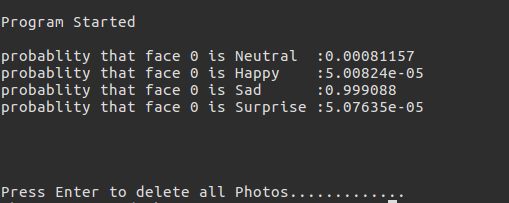 Program Started
probablity that face 0 is Neutral  :0.00081157
probablity that face 0 is Happy    :5.00824e-05
probablity that face 0 is Sad      :0.999088
probablity that face 0 is Surprise :5.07635e-05
Press Enter to delete all Photos.............